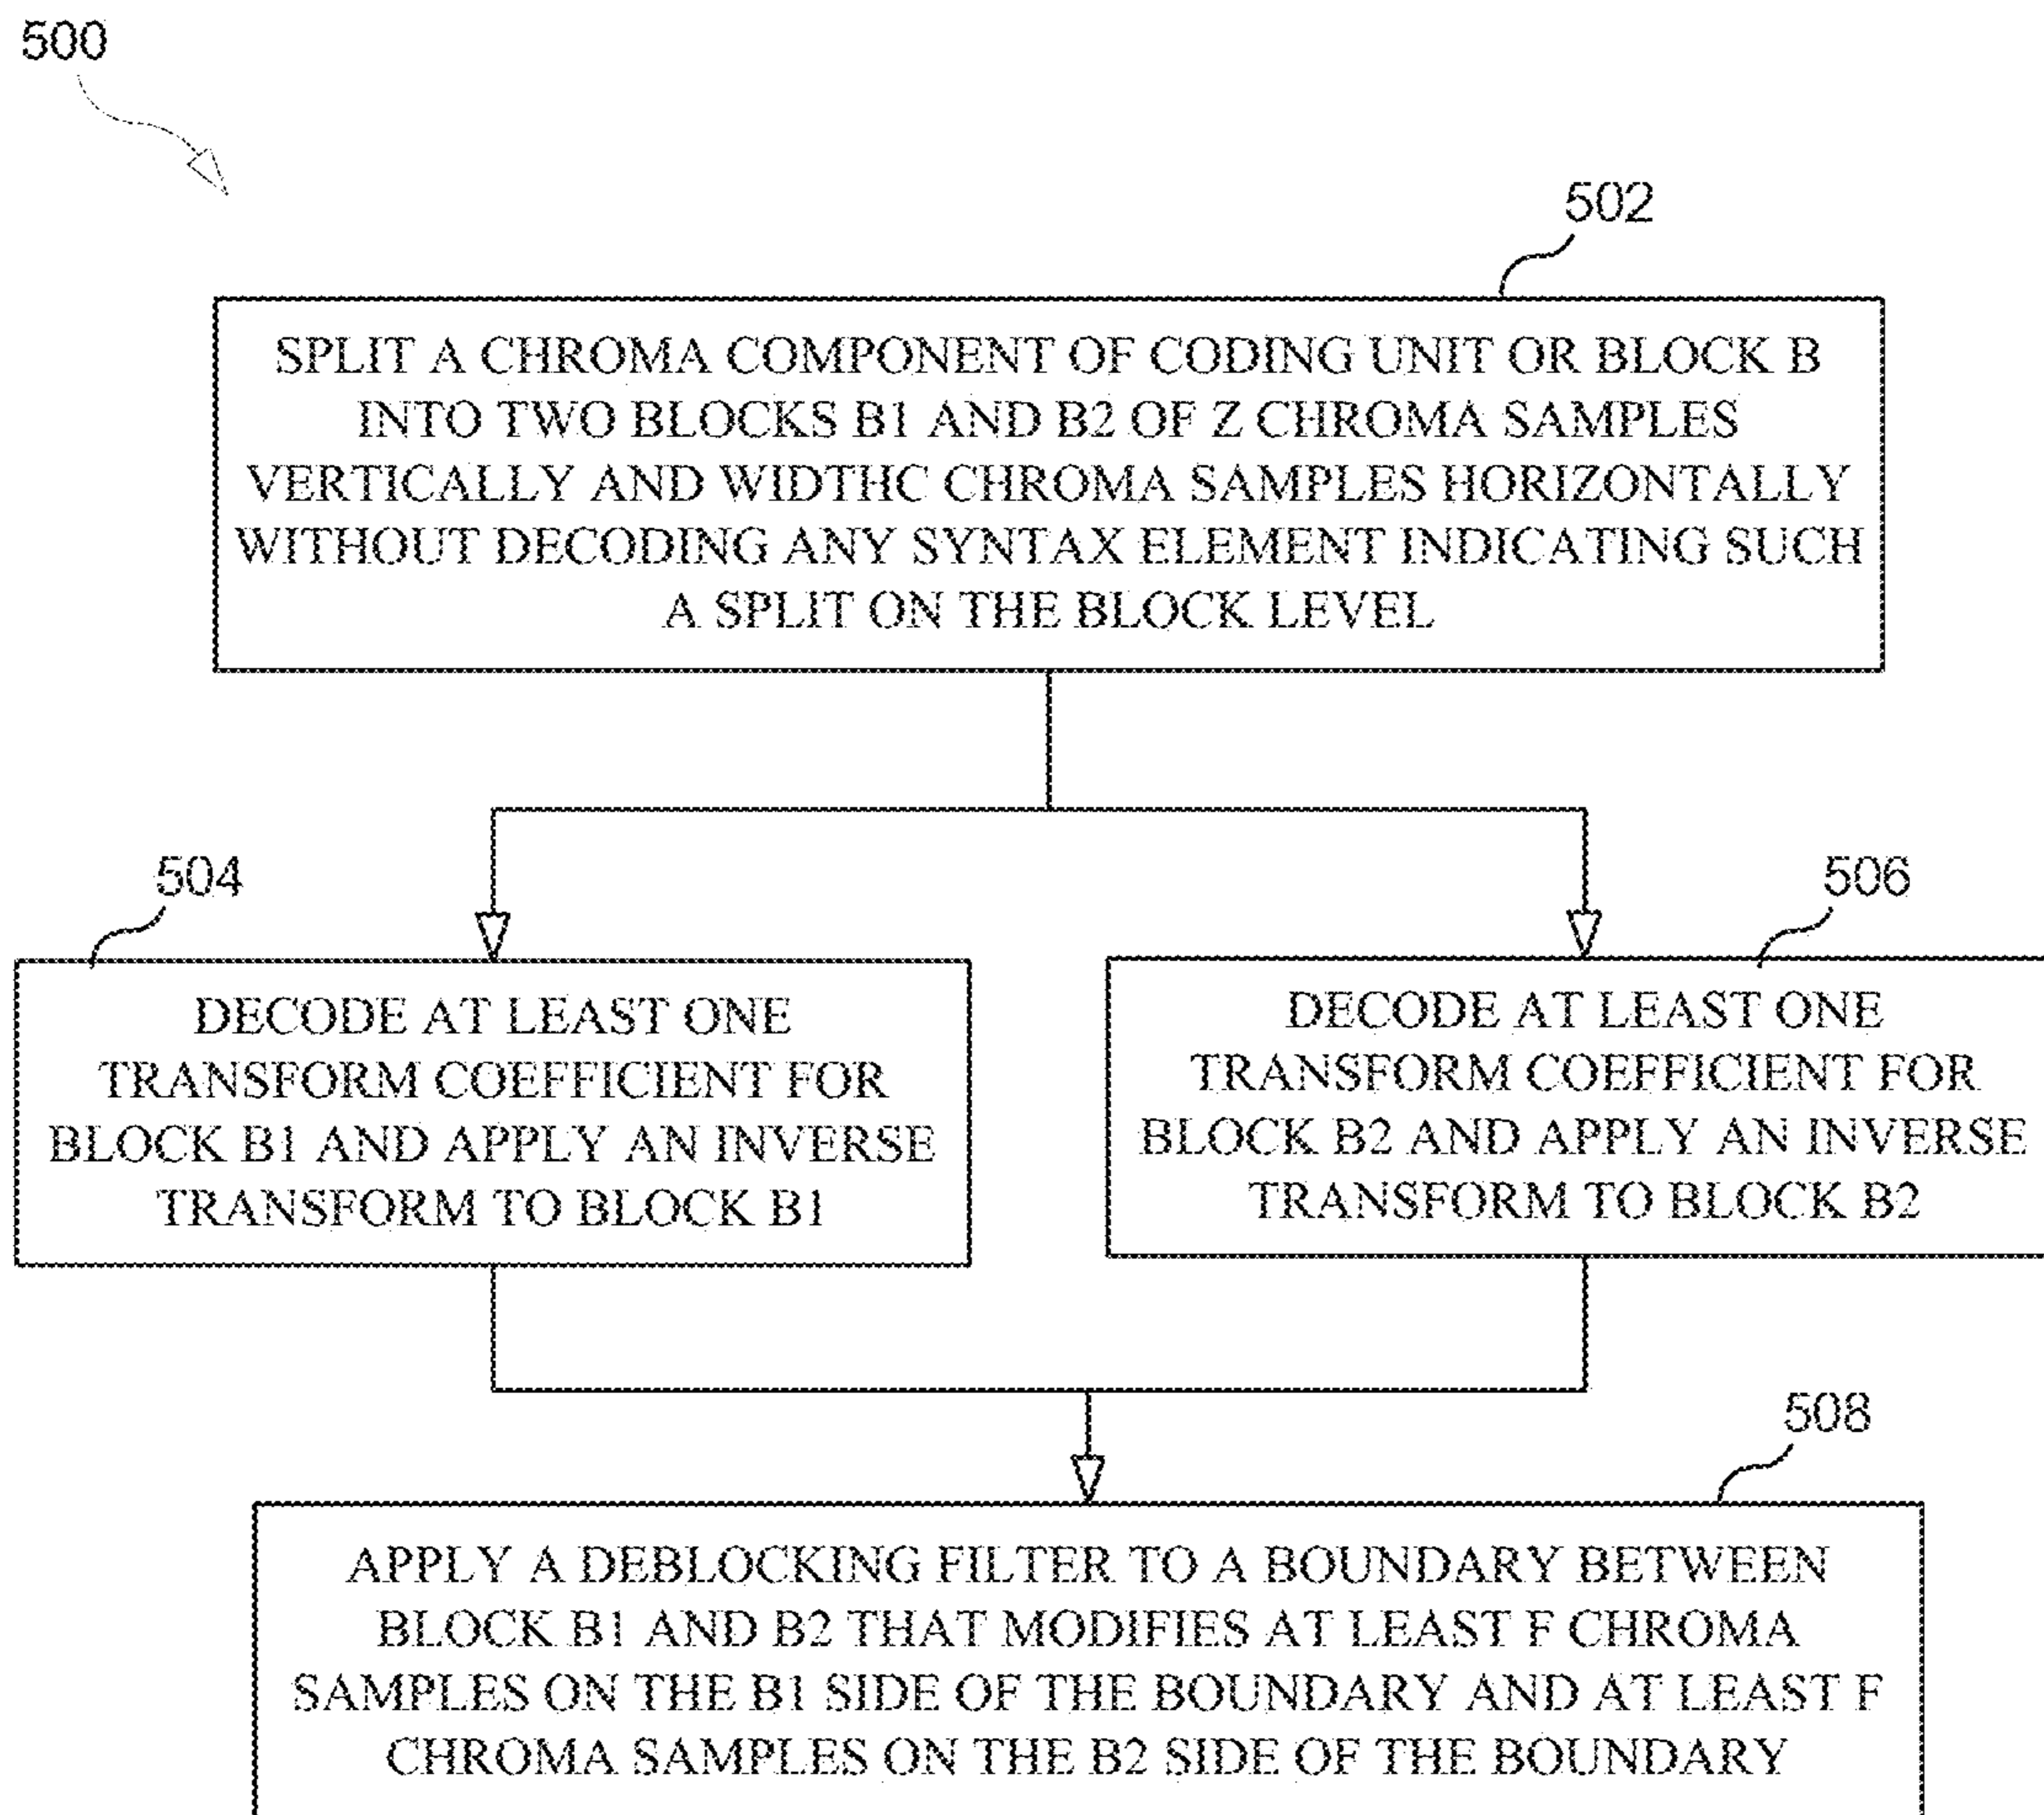 500
502
SPLIT A CHROMA COMPONENT OF CODING UNIT OR BLOCK B
INTO TWO BLOCKS B1 AND B2 OF Z CHROMA SAMPLES
VERTICALLY AND WIDTHC CHROMA SAMPLES HORIZONTALLY
WITHOUT DECODING ANY SYNTAX ELEMENT INDICATING SUCH
A SPLIT ON THE BLOCK LEVEL
504
DECODE AT LEAST ONE
TRANSFORM COEFFICIENT FOR
BLOCK B1 AND APPLY AN INVERSE
TRANSFORM TO BLOCK B1
506
DECODE AT LEAST ONE
TRANSFORM COEFFICIENT FOR
BLOCK B2 AND APPLY AN INVERSE
TRANSFORM TO BLOCK B2
508
APPLY A DEBLOCKING FILTER TO A BOUNDARY BETWEEN
BLOCK B1 AND B2 THAT MODIFIES AT LEAST F CHROMA
SAMPLES ON THE B1 SIDE OF THE BOUNDARY AND AT LEAST F
CHROMA SAMPLES ON THE B2 SIDE OF THE BOUNDARY